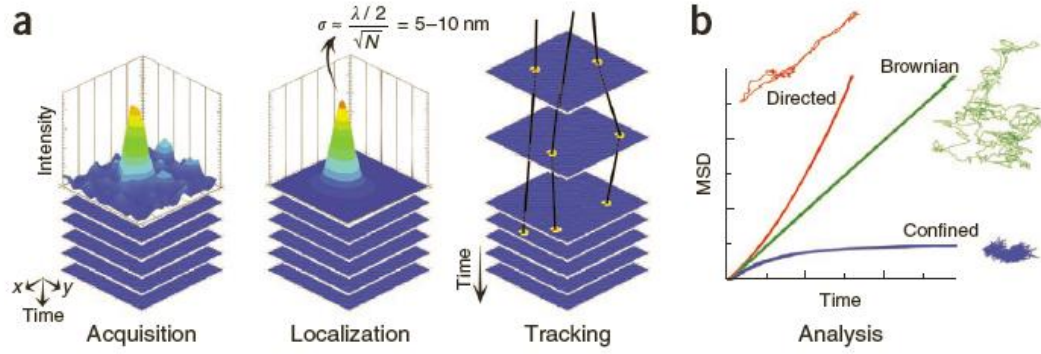 a
σ ≈ λ / 2 / √N = 5–10 nm
Intensity
x
y
Time
Acquisition
Localization
Time
Tracking
b
Directed
Brownian
Confined
MSD
Time
Analysis